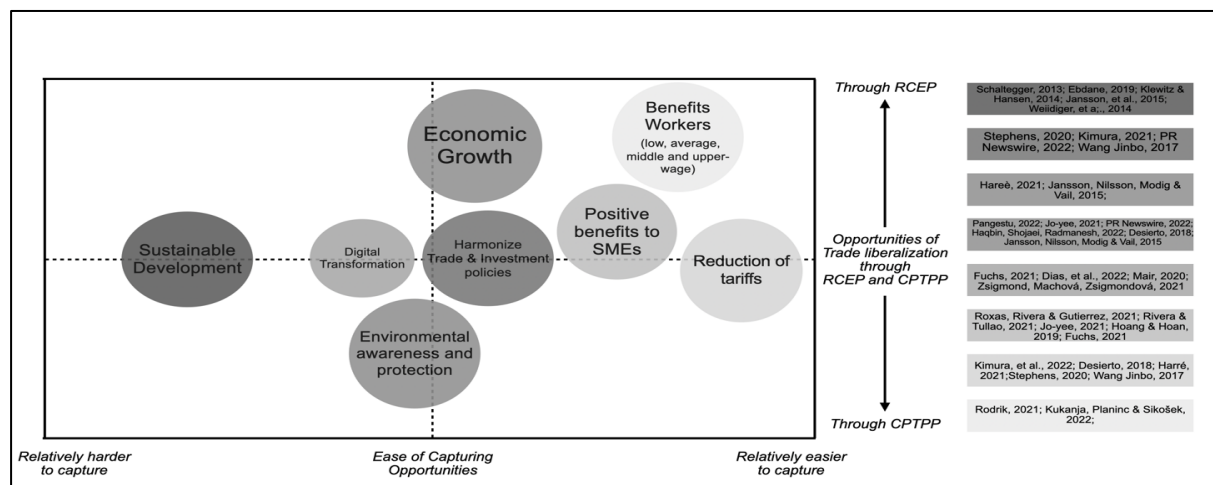 Economic
Growth
Benefits
Workers
(low, average,
middle and upper-
wage)
Sustainable
Development
Digital
Transformation
Harmonize
Trade & Investment
policies
Positive
benefits to
SMEs
Reduction of
tariffs
Environmental
awareness and
protection
Relatively harder
to capture
Ease of Capturing
Opportunities
Relatively easier
to capture
Through RCEP
Opportunities of
Trade liberalization
through
RCEP and CPTPP
Through CPTPP
Schaltegger, 2013; Ebdane, 2019; Klewitz &
Hansen, 2014; Jansson, et al., 2015;
Weiidiger, et a;., 2014
Stephens, 2020; Kimura, 2021; PR
Newswire, 2022; Wang Jinbo, 2017
Hareè, 2021; Jansson, Nilsson, Modig &
Vail, 2015;
Pangestu, 2022; Jo-yee, 2021; PR Newswire, 2022;
Haqbin, Shojaei, Radmanesh, 2022; Desierto, 2018;
Jansson, Nilsson, Modig & Vail, 2015
Fuchs, 2021; Dias, et al., 2022; Mair, 2020;
Zsigmond, Machová, Zsigmondová, 2021
Roxas, Rivera & Gutierrez, 2021; Rivera &
Tullao, 2021; Jo-yee, 2021; Hoang & Hoan,
2019; Fuchs, 2021
Kimura, et al., 2022; Desierto, 2018; Harré,
2021;Stephens, 2020; Wang Jinbo, 2017
Rodrik, 2021; Kukanja, Planinc & Sikošek,
2022;